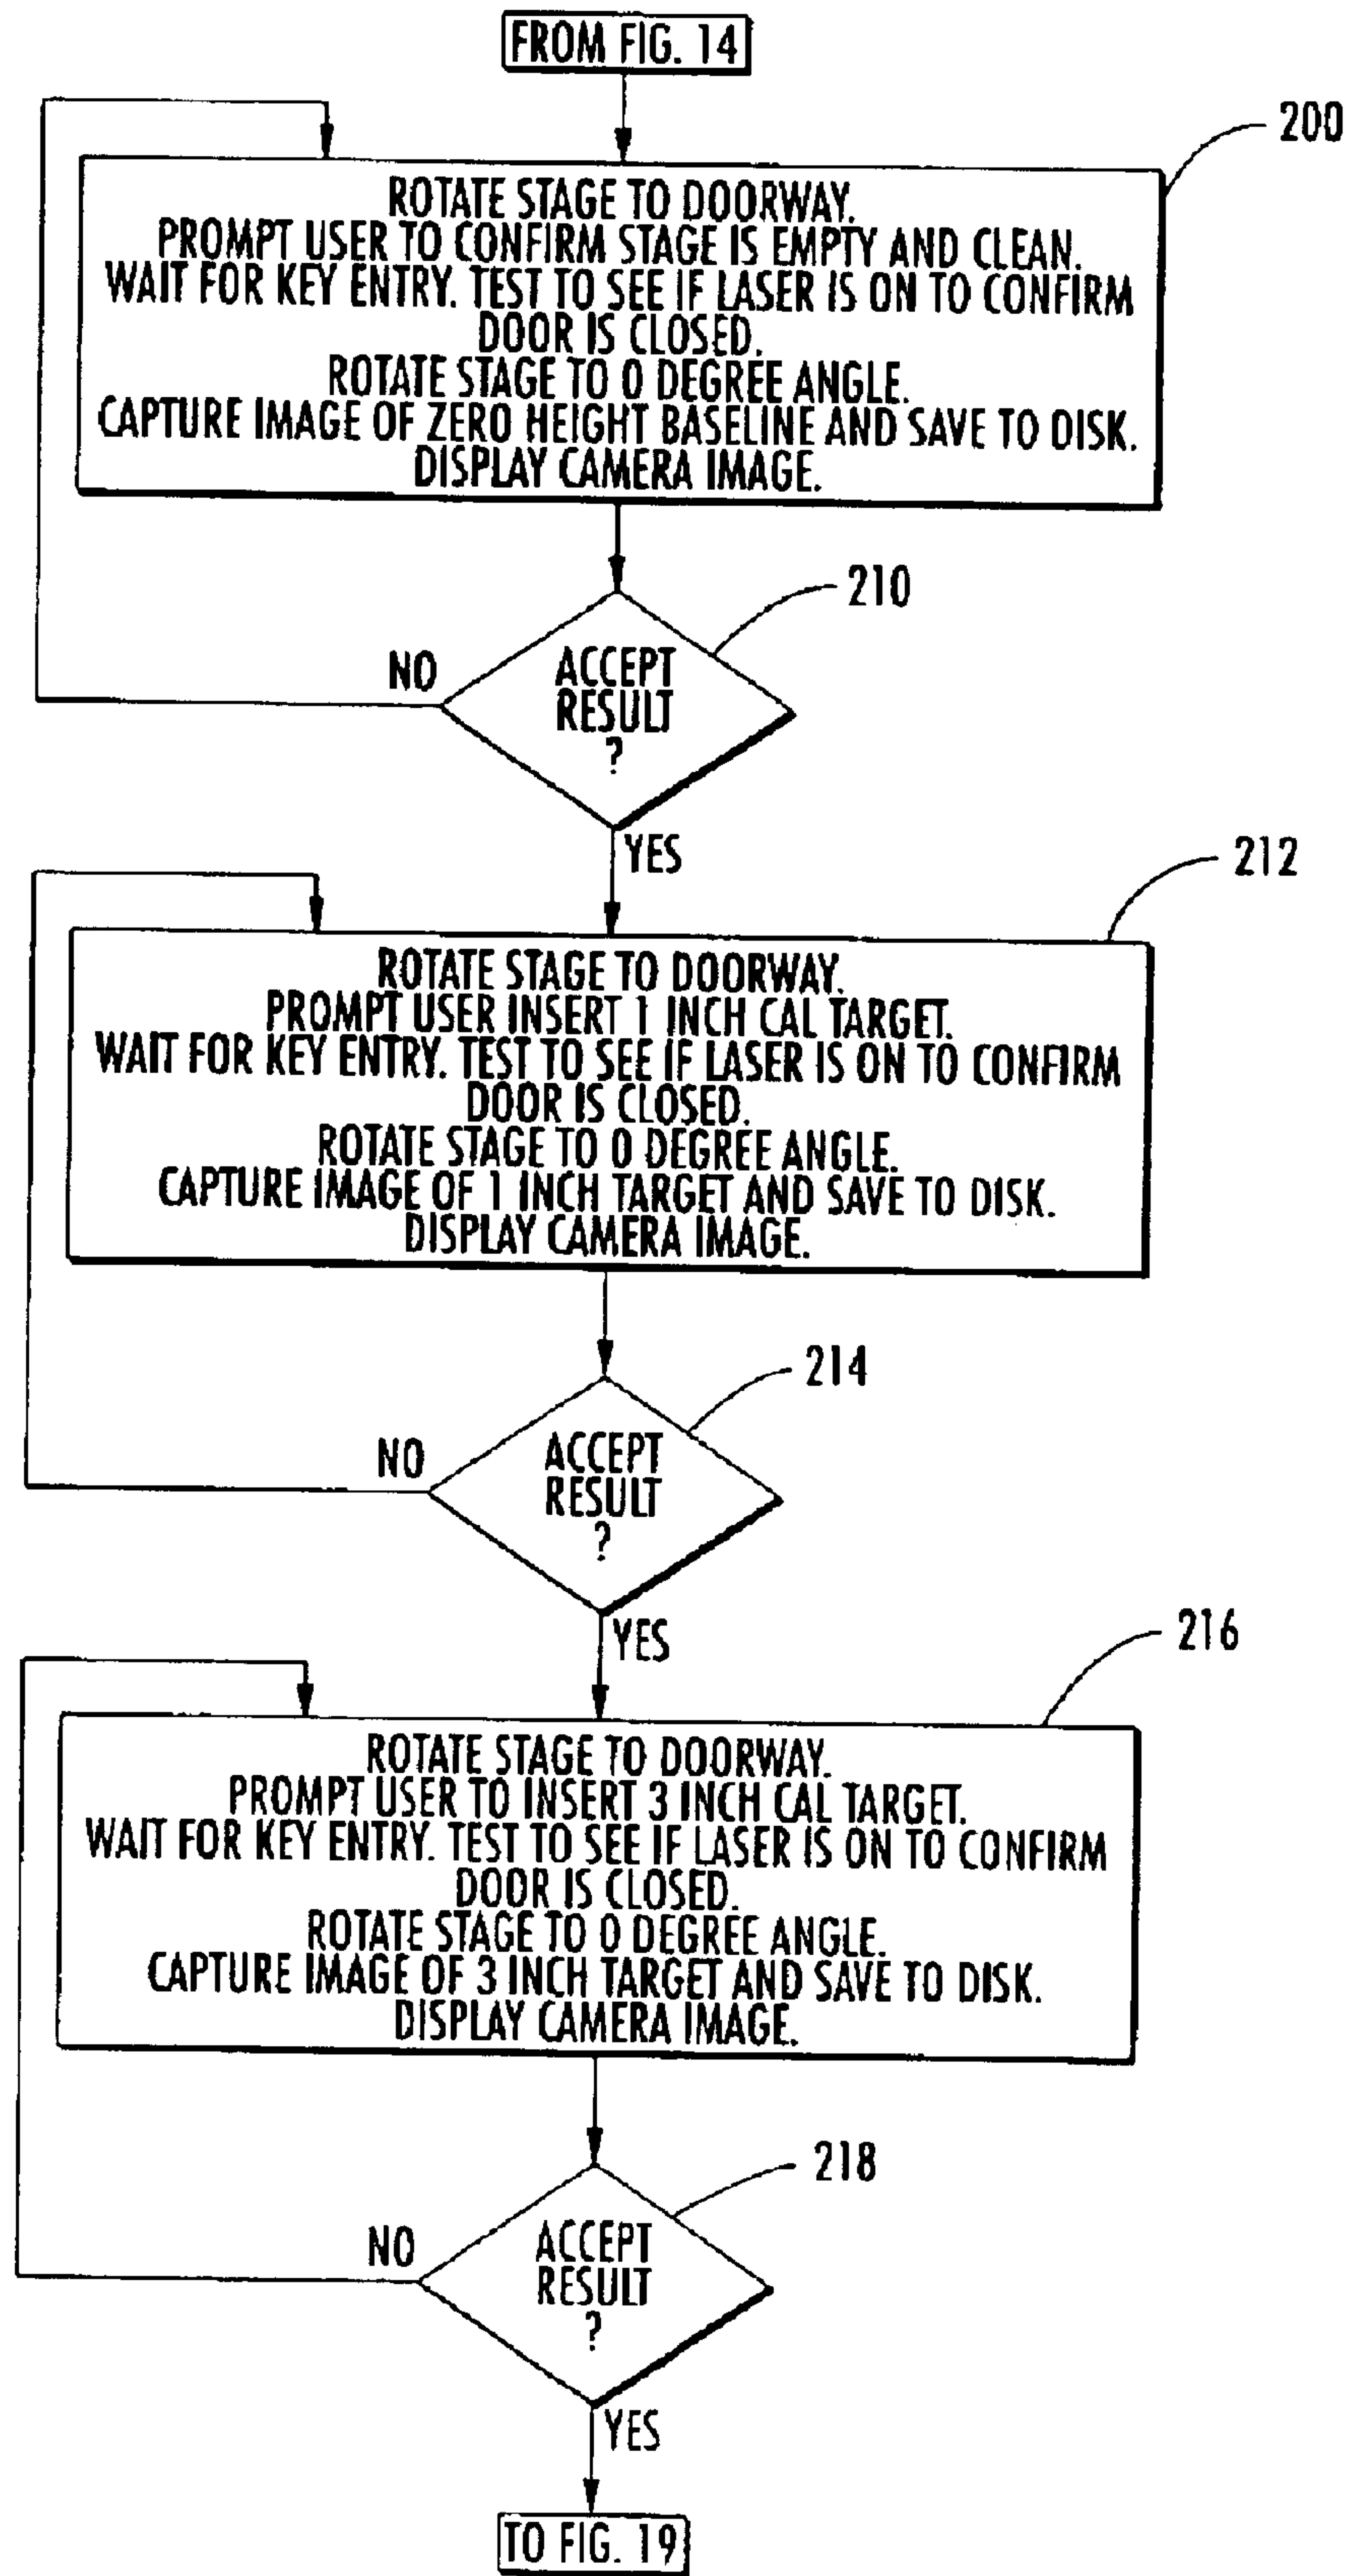 FROM FIG. 14
200
ROTATE STAGE TO DOORWAY.
PROMPT USER TO CONFIRM STAGE IS EMPTY AND CLEAN.
WAIT FOR KEY ENTRY. TEST TO SEE IF LASER IS ON TO CONFIRM
DOOR IS CLOSED.
ROTATE STAGE TO 0 DEGREE ANGLE.
CAPTURE IMAGE OF ZERO HEIGHT BASELINE AND SAVE TO DISK.
DISPLAY CAMERA IMAGE.
210
NO
ACCEPT
RESULT
?
YES
212
ROTATE STAGE TO DOORWAY.
PROMPT USER INSERT 1 INCH CAL TARGET.
WAIT FOR KEY ENTRY. TEST TO SEE IF LASER IS ON TO CONFIRM
DOOR IS CLOSED.
ROTATE STAGE TO 0 DEGREE ANGLE.
CAPTURE IMAGE OF 1 INCH TARGET AND SAVE TO DISK.
DISPLAY CAMERA IMAGE.
214
NO
ACCEPT
RESULT
?
YES
216
ROTATE STAGE TO DOORWAY.
PROMPT USER TO INSERT 3 INCH CAL TARGET.
WAIT FOR KEY ENTRY. TEST TO SEE IF LASER IS ON TO CONFIRM
DOOR IS CLOSED.
ROTATE STAGE TO 0 DEGREE ANGLE.
CAPTURE IMAGE OF 3 INCH TARGET AND SAVE TO DISK.
DISPLAY CAMERA IMAGE.
218
NO
ACCEPT
RESULT
?
YES
TO FIG. 19